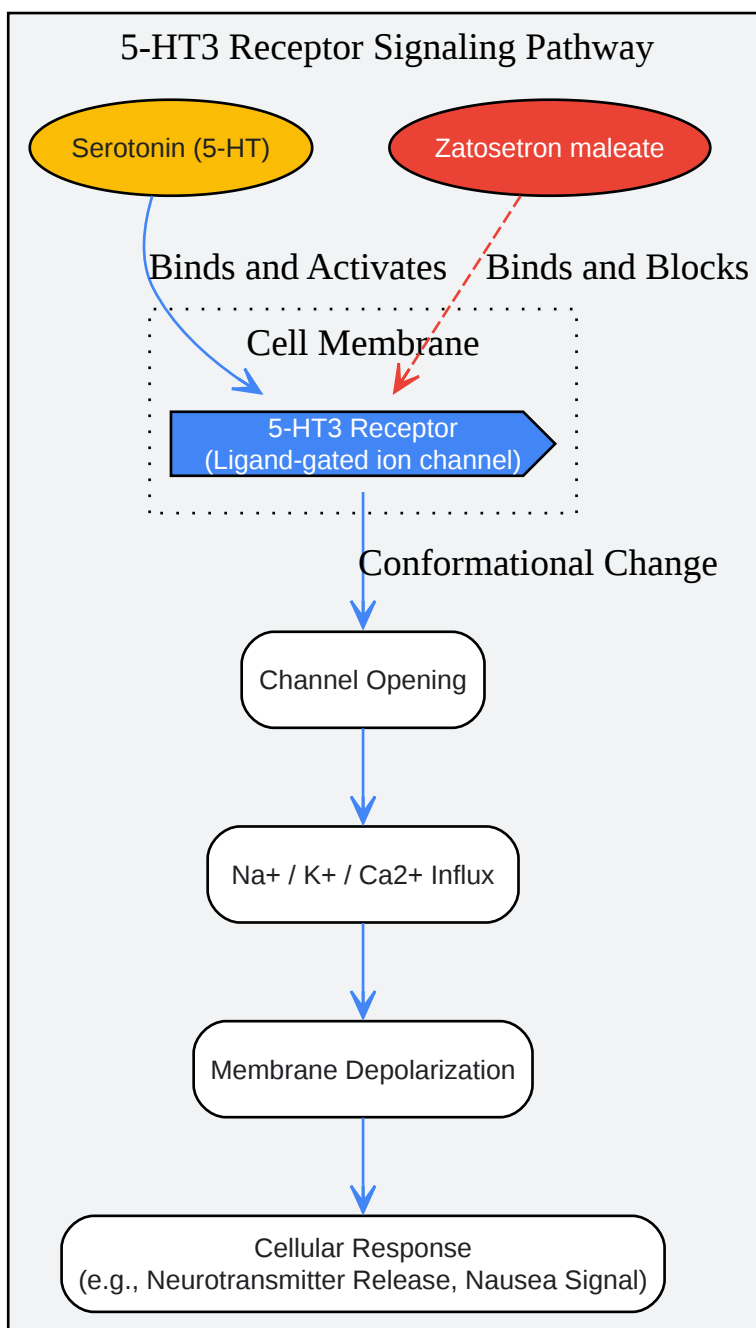 5-HT3 Receptor Signaling Pathway
Serotonin (5-HT)
Zatosetron maleate
Binds and Activates
Binds and Blocks
Cell Membrane
5-HT3 Receptor
(Ligand-gated ion channel)
Conformational Change
Channel Opening
Na+ / K+ / Ca2+ Influx
Membrane Depolarization
Cellular Response
(e.g., Neurotransmitter Release, Nausea Signal)